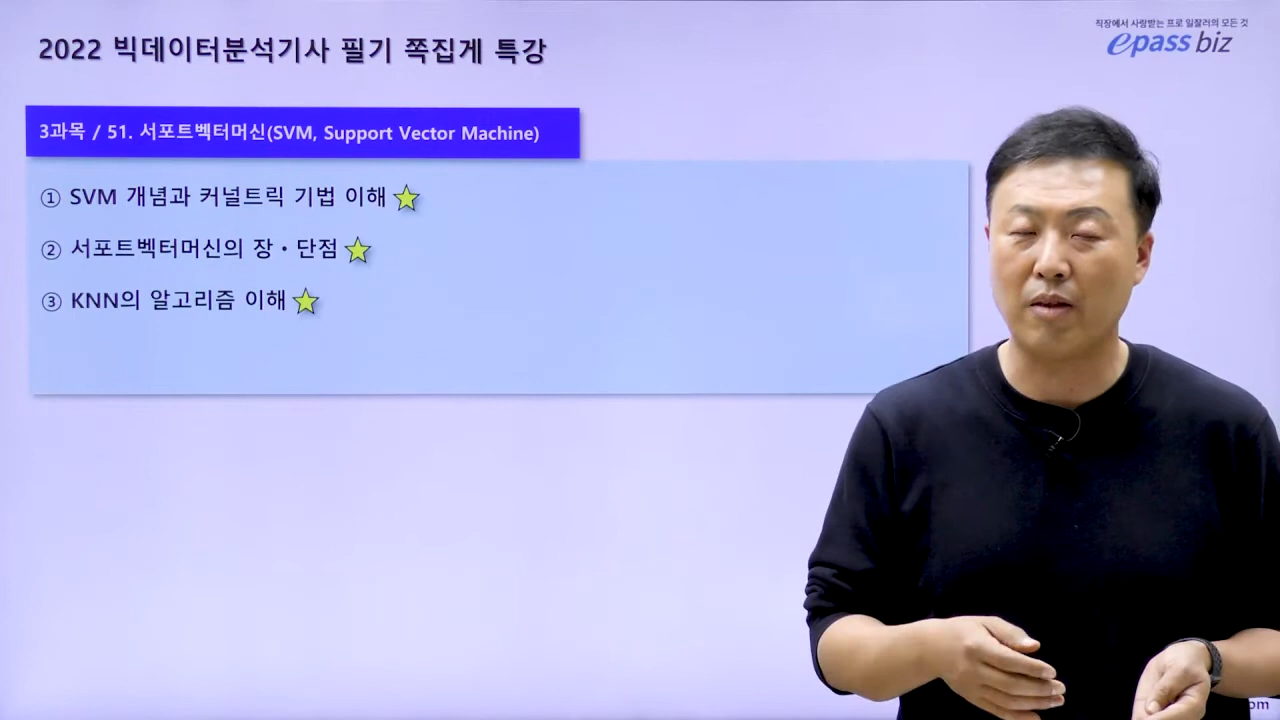 2022 빅데이터분석기사 필기 쪽집게 특강
직장에서 사랑받는 프로 일잘러의 모든 것
epass biz
3과목 / 51. 서포트벡터머신(SVM, Support Vector Machine)
① SVM 개념과 커널트릭 기법 이해
② 서포트벡터머신의 장・단점
③ KNN의 알고리즘 이해